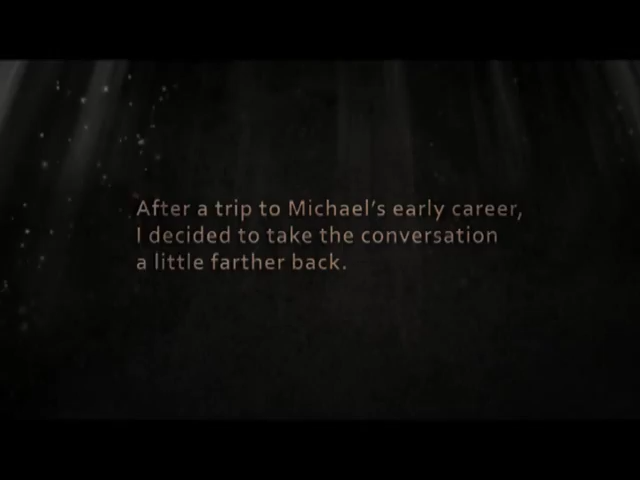 After a trip to Michael's early career,
I decided to take the conversation
a little farther back.